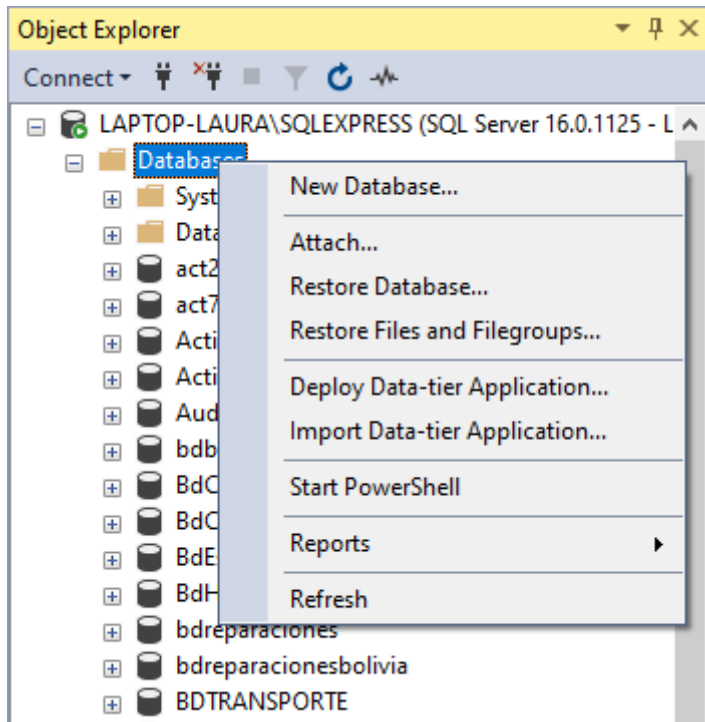 Object Explorer
Connect
LAPTOP-LAURA\SQLEXPRESS (SQL Server 16.0.1125 - L
Databases
New Database...
Syst
Data
Attach...
act2
Restore Database...
act7
Restore Files and Filegroups...
Acti
Acti
Deploy Data-tier Application...
Aud
Import Data-tier Application...
bdb
BdC
Start PowerShell
BdC
Reports
BdE
BdH
Refresh
bdreparaciones
bdreparacionesbolivia
BDTRANSPORTE